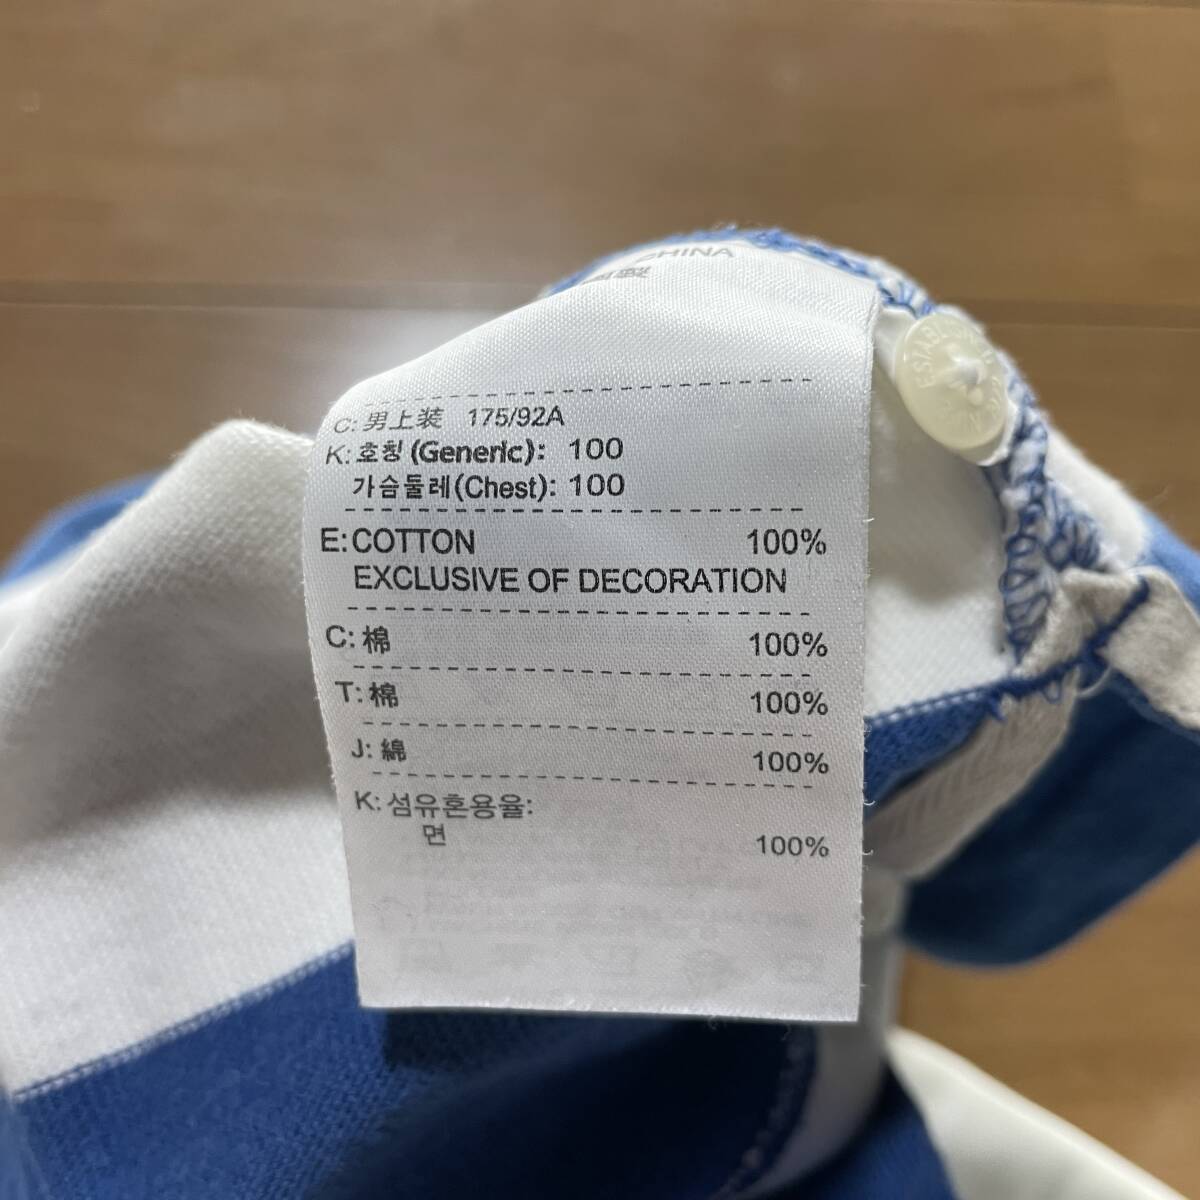 CHINA
製
C: 男上装 175/92A
K: 호칭 (Generic): 100
가슴둘레(Chest): 100
E: COTTON 100%
EXCLUSIVE OF DECORATION
C: 棉 100%
T: 棉 100%
J: 綿 100%
K: 섬유혼용율:
면 100%